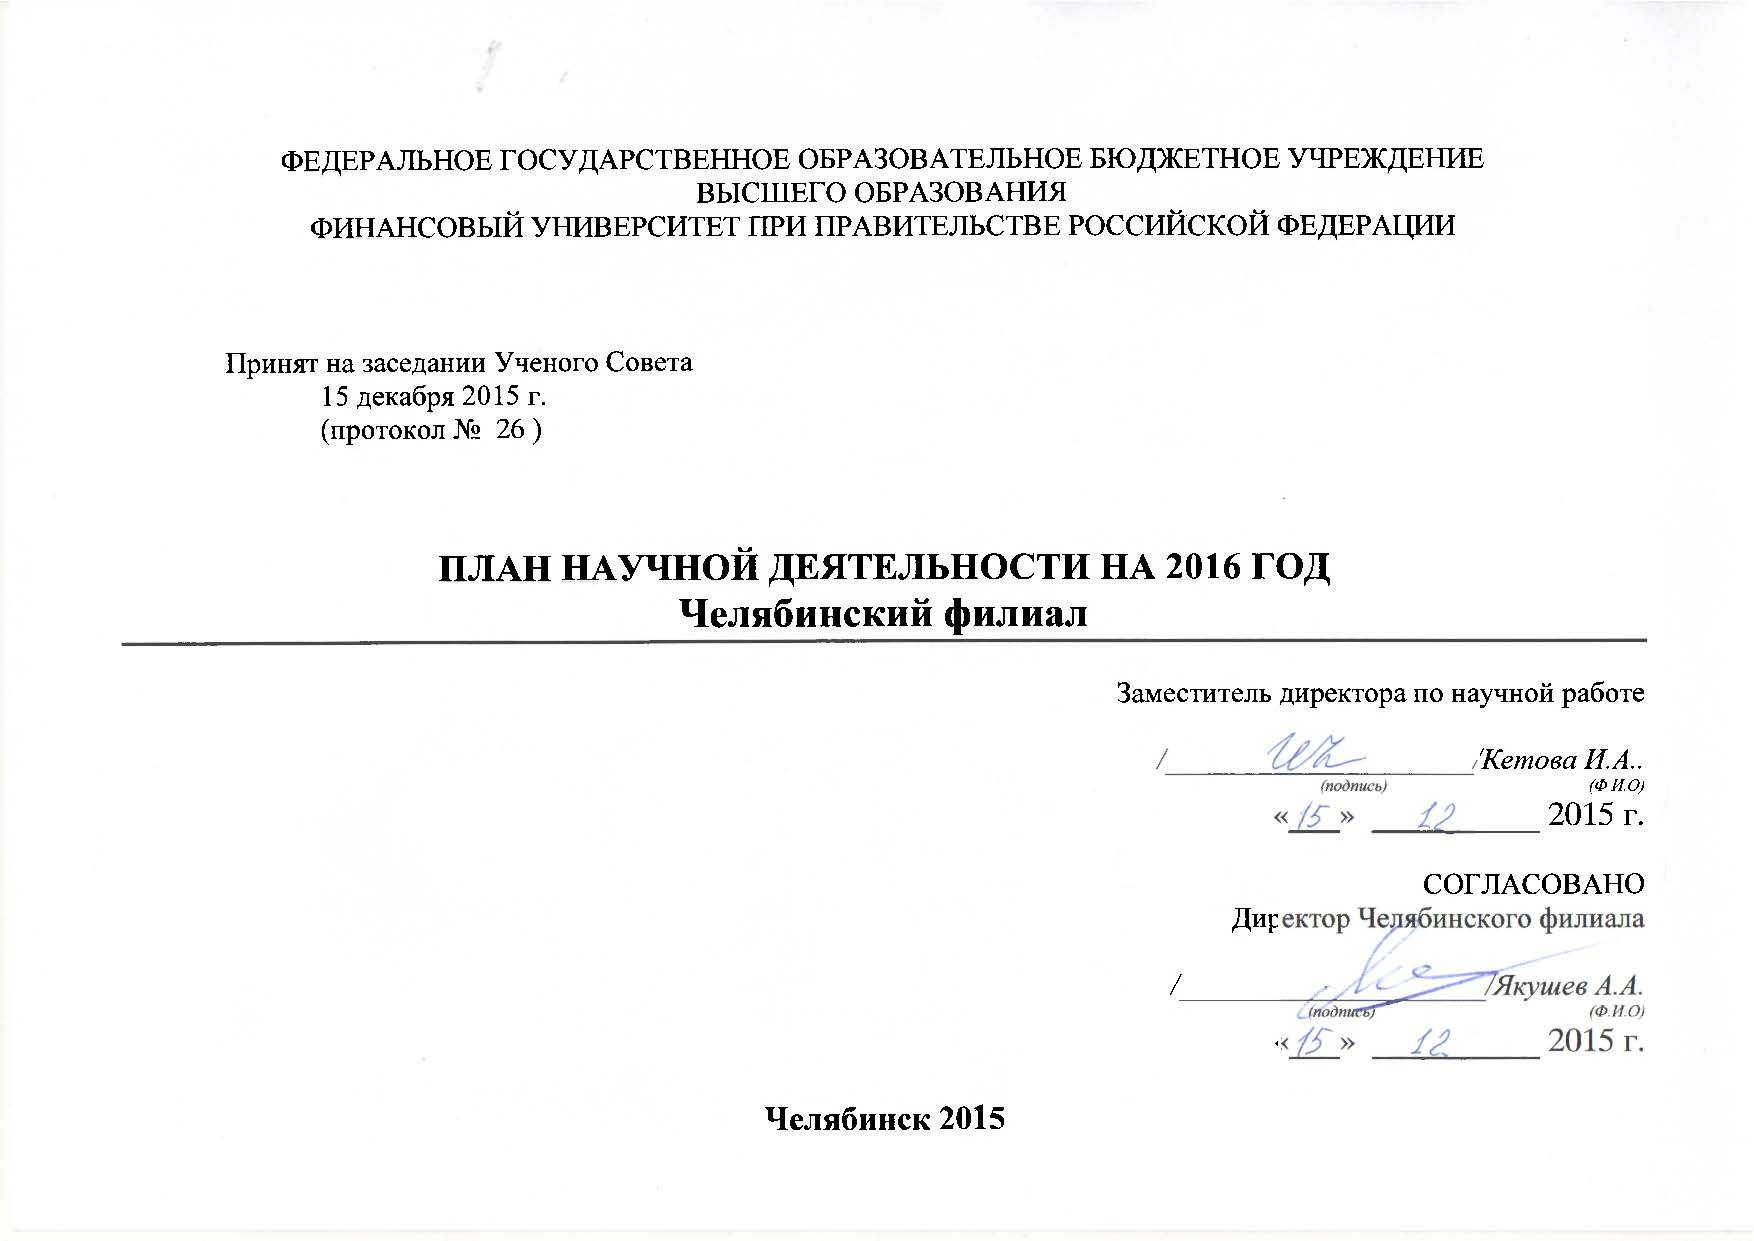 ФЕДЕРАЛЬНОЕ ГОСУДАРСТВЕННОЕ ОБРАЗОВАТЕЛЬНОЕ БЮДЖЕТНОЕ УЧРЕЖДЕНИЕ
ВЫСШЕГО ОБРАЗОВАНИЯ
ФИНАНСОВЫЙ УНИВЕРСИТЕТ ПРИ ПРАВИТЕЛЬСТВЕ РОССИЙСКОЙ ФЕДЕРАЦИИ
Принят на заседании Ученого Совета
15 декабря 2015 г.
(протокол № 26 )
ПЛАН НАУЧНОЙ ДЕЯТЕЛЬНОСТИ НА 2016 ГОД
Челябинский филиал
Заместитель директора по научной работе
/____________________/Кетова И.А..
(подпись) (Ф И.О)
«15» 12 2015 г.
СОГЛАСОВАНО
Директор Челябинского филиала
/____________________/Якушев А.А.
(подпись) (Ф.И.О)
«15» 12 2015 г.
Челябинск 2015